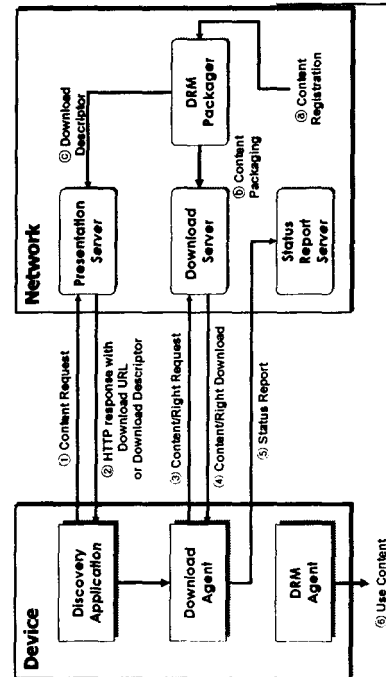 Device
Discovery
Application
Download
Agent
DRM
Agent
⑥ Use Content
① Content Request
② HTTP response with
Download URL
or Download Descriptor
③ Content/Right Request
④ Content/Right Download
⑤ Status Report
Network
Presentation
Server
Download
Server
Status
Report
Server
ⓒ Download
Descriptor
DRM
Packager
ⓑ Content
Packaging
ⓐ Content
Registration